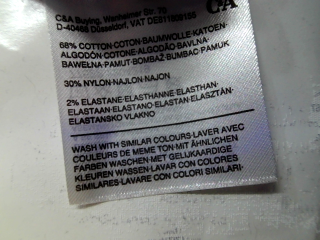 C&A
C&A Buying, Wanheimer Str. 70
D-40468 Düsseldorf, VAT
68% COTTON·COTON·BAUMWOLLE·KATOEN·
ALGODÓN·COTONE·ALGODÃO·BAVLNA·
BAWEŁNA·PAMUT·BOMBAŽ·BUMBAC·PAMUK
30% NYLON·NAJLON·NAJON
2% ELASTANE·ELASTHANNE·ELASTHAN·
ELASTAAN·ELASTANO·ELASTAN·ELASZTÁN·
ELASTANSKO VLAKNO
WASH WITH SIMILAR COLOURS·LAVER AVEC
COULEURS DE MEME TON·MIT ÄHNLICHEN
FARBEN WASCHEN·MET GELIJKAARDIGE
KLEUREN WASSEN·LAVAR CON COLORES
SIMILARES·LAVARE CON COLORI SIMILARI·